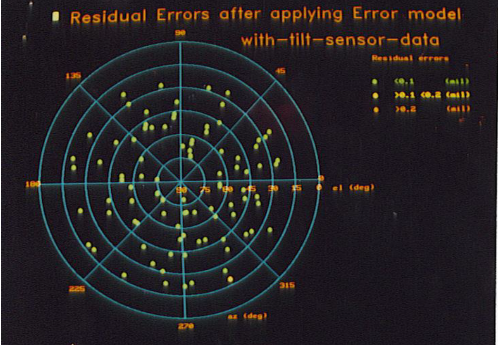 Residual Errors after applying Error model
with-tilt-sensor-data
Residual errors
<0.1 (mil)
>0.1 <0.2 (mil)
>0.2 (mil)
90
135
45
180
90 75 60 45 30 15 0 el (deg)
225
315
270
az (deg)